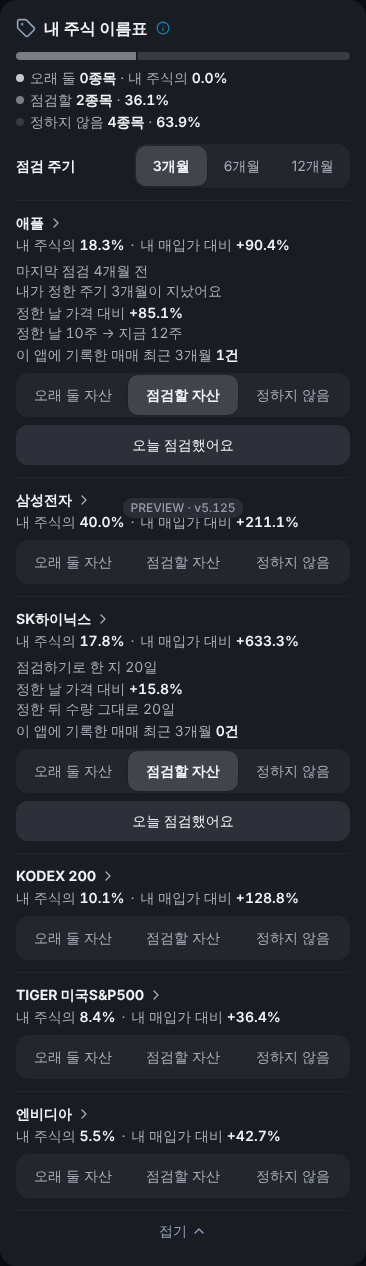 내 주식 이름표
오래 둘 0종목 · 내 주식의 0.0%
점검할 2종목 · 36.1%
정하지 않음 4종목 · 63.9%
점검 주기 3개월 6개월 12개월
애플
내 주식의 18.3% · 내 매입가 대비 +90.4%
마지막 점검 4개월 전
내가 정한 주기 3개월이 지났어요
정한 날 가격 대비 +85.1%
정한 날 10주 → 지금 12주
이 앱에 기록한 매매 최근 3개월 1건
오래 둘 자산 점검할 자산 정하지 않음
오늘 점검했어요
삼성전자
PREVIEW · v5.125
내 주식의 40.0% · 내 매입가 대비 +211.1%
오래 둘 자산 점검할 자산 정하지 않음
SK하이닉스
내 주식의 17.8% · 내 매입가 대비 +633.3%
점검하기로 한 지 20일
정한 날 가격 대비 +15.8%
정한 뒤 수량 그대로 20일
이 앱에 기록한 매매 최근 3개월 0건
오래 둘 자산 점검할 자산 정하지 않음
오늘 점검했어요
KODEX 200
내 주식의 10.1% · 내 매입가 대비 +128.8%
오래 둘 자산 점검할 자산 정하지 않음
TIGER 미국S&P500
내 주식의 8.4% · 내 매입가 대비 +36.4%
오래 둘 자산 점검할 자산 정하지 않음
엔비디아
내 주식의 5.5% · 내 매입가 대비 +42.7%
오래 둘 자산 점검할 자산 정하지 않음
접기